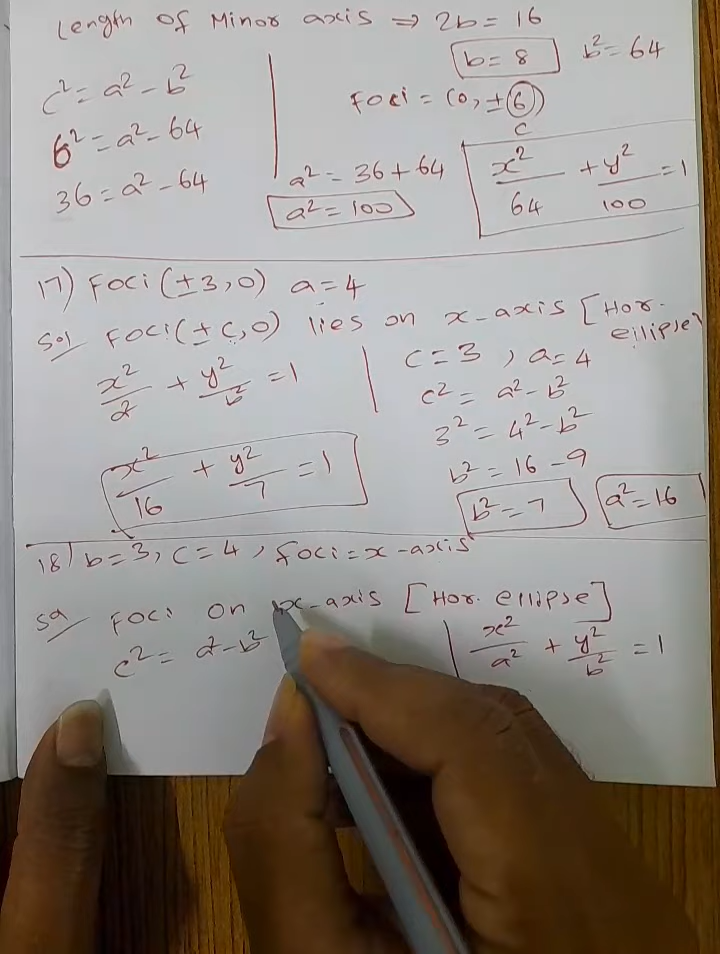 Length of Minor axis ⇒ 2b = 16
b = 8 b² = 64
c² = a² - b²
Foci = (0, ±6)
c
6² = a² - 64
36 = a² - 64
a² = 36 + 64
a² = 100
x²/64 + y²/100 = 1
17) Foci (±3, 0) a = 4
Sol Foci (±c, 0) lies on x-axis [Hor. ellipse]
x²/a² + y²/b² = 1
c = 3, a = 4
c² = a² - b²
3² = 4² - b²
b² = 16 - 9
b² = 7 a² = 16
x²/16 + y²/7 = 1
18) b = 3, c = 4, foci = x-axis
Sol Foci on x-axis [Hor. ellipse]
c² = a² - b²
x²/a² + y²/b² = 1